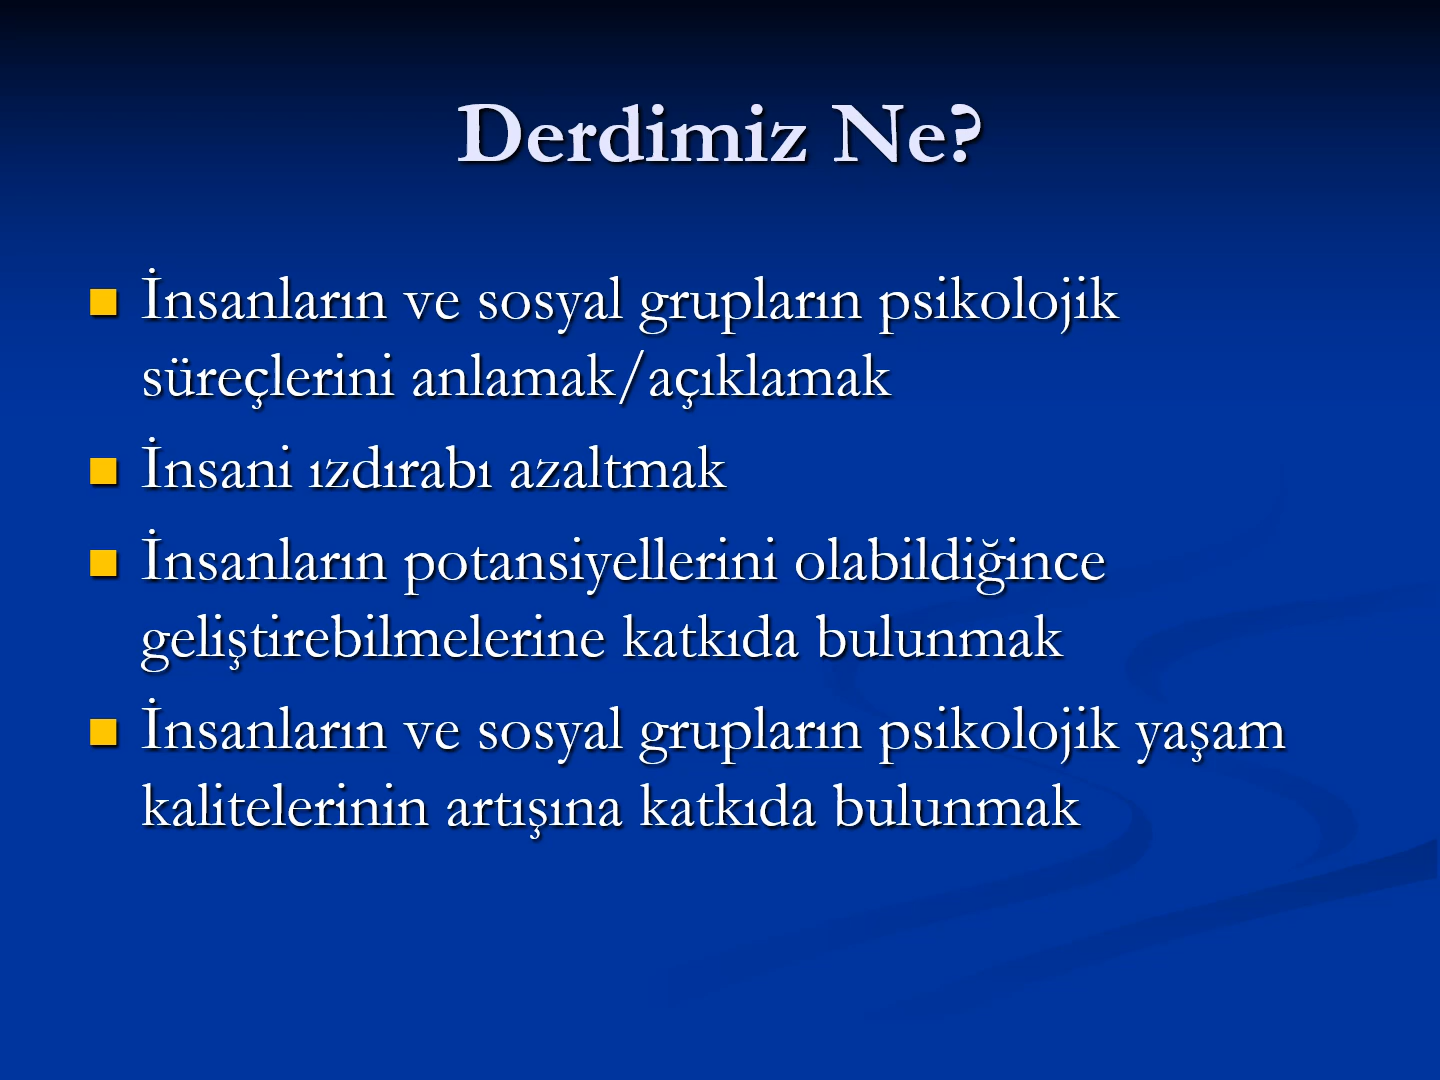 Derdimiz Ne?
İnsanların ve sosyal grupların psikolojik
süreçlerini anlamak/açıklamak
İnsani ızdırabı azaltmak
İnsanların potansiyellerini olabildiğince
geliştirebilmelerine katkıda bulunmak
İnsanların ve sosyal grupların psikolojik yaşam
kalitelerinin artışına katkıda bulunmak